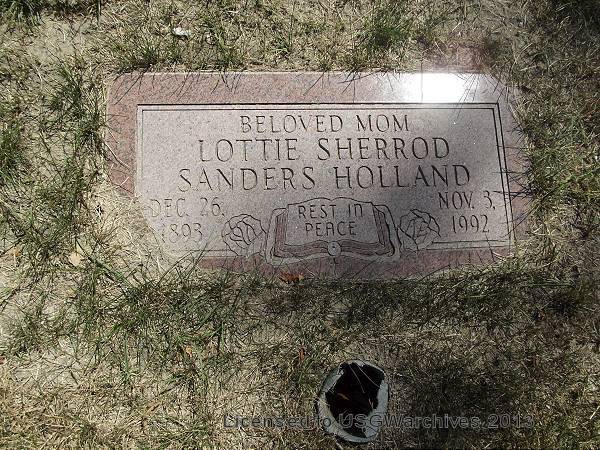 BELOVED MOM
LOTTIE SHERROD
SANDERS HOLLAND
DEC. 26,
1893
REST IN
PEACE
NOV. 3,
1992
Licensed to USGWarchives 2013